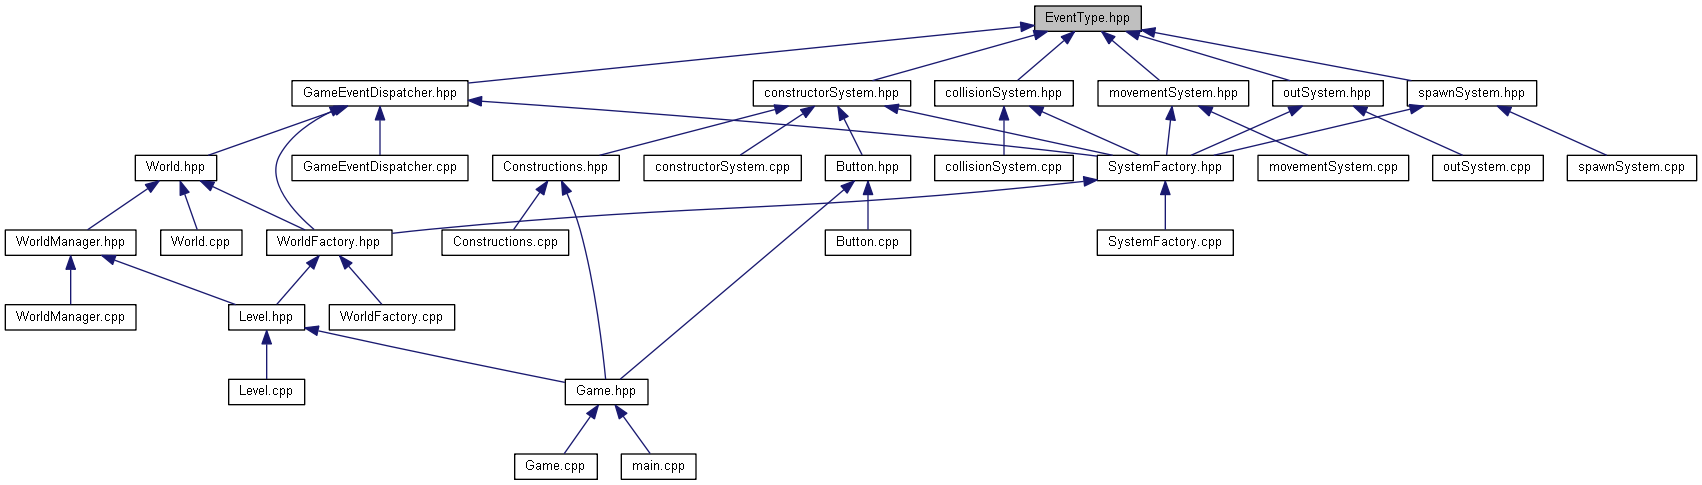 EventType.hpp
GameEventDispatcher.hpp
constructorSystem.hpp
collisionSystem.hpp
movementSystem.hpp
outSystem.hpp
spawnSystem.hpp
World.hpp
GameEventDispatcher.cpp
Constructions.hpp
constructorSystem.cpp
Button.hpp
collisionSystem.cpp
SystemFactory.hpp
movementSystem.cpp
outSystem.cpp
spawnSystem.cpp
WorldManager.hpp
World.cpp
WorldFactory.hpp
Constructions.cpp
Button.cpp
SystemFactory.cpp
WorldManager.cpp
Level.hpp
WorldFactory.cpp
Level.cpp
Game.hpp
Game.cpp
main.cpp